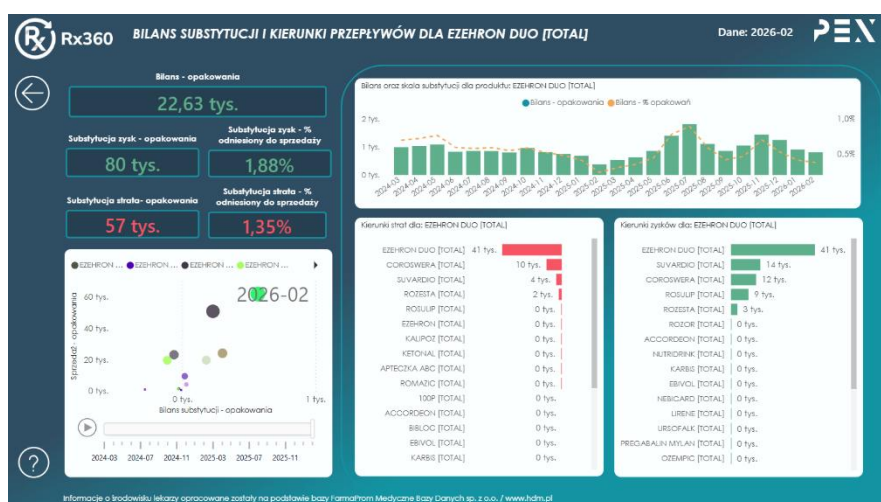 Rx Rx360
BILANS SUBSTYTUCJI I KIERUNKI PRZEPŁYWÓW DLA EZEHRON DUO [TOTAL]
Dane: 2026-02
PEX
Bilans - opakowania
22,63 tys.
Substytucja zysk - opakowania
80 tys.
Substytucja zysk - %
odniesiony do sprzedaży
1,88%
Substytucja strata- opakowania
57 tys.
Substytucja strata - %
odniesiony do sprzedaży
1,35%
Bilans oraz skala substytucji dla produktu: EZEHRON DUO [TOTAL]
Bilans - opakowania Bilans - % opakowań
2 tys.
1 tys.
0 tys.
1,0%
0,5%
2024-03 2024-04 2024-05 2024-06 2024-07 2024-08 2024-09 2024-10 2024-11 2024-12 2025-01 2025-02 2025-03 2025-04 2025-05 2025-06 2025-07 2025-08 2025-09 2025-10 2025-11 2025-12 2026-01 2026-02
EZEHRON ... EZEHRON ... EZEHRON ... EZEHRON ...
2026-02
Sprzedaż - opakowania
60 tys.
40 tys.
20 tys.
0 tys.
0 tys. 1 tys.
Bilans substytucji - opakowania
2024-03 2024-07 2024-11 2025-03 2025-07 2025-11
Kierunki strat dla: EZEHRON DUO [TOTAL]
EZEHRON DUO [TOTAL] 41 tys.
COROSWERA [TOTAL] 10 tys.
SUVARDIO [TOTAL] 4 tys.
ROZESTA [TOTAL] 2 tys.
ROSULIP [TOTAL] 0 tys.
EZEHRON [TOTAL] 0 tys.
KALIPOZ [TOTAL] 0 tys.
KETONAL [TOTAL] 0 tys.
APTECZKA ABC [TOTAL] 0 tys.
ROMAZIC [TOTAL] 0 tys.
100P [TOTAL] 0 tys.
ACCORDEON [TOTAL] 0 tys.
BIBLOC [TOTAL] 0 tys.
EBIVOL [TOTAL] 0 tys.
KARBIS [TOTAL] 0 tys.
Kierunki zysków dla: EZEHRON DUO [TOTAL]
EZEHRON DUO [TOTAL] 41 tys.
SUVARDIO [TOTAL] 14 tys.
COROSWERA [TOTAL] 12 tys.
ROSULIP [TOTAL] 9 tys.
ROZESTA [TOTAL] 3 tys.
ROZOR [TOTAL] 0 tys.
ACCORDEON [TOTAL] 0 tys.
NUTRIDRINK [TOTAL] 0 tys.
KARBIS [TOTAL] 0 tys.
EBIVOL [TOTAL] 0 tys.
NEBICARD [TOTAL] 0 tys.
LIRENE [TOTAL] 0 tys.
URSOFALK [TOTAL] 0 tys.
PREGABALIN MYLAN [TOTAL] 0 tys.
OZEMPIC [TOTAL] 0 tys.
?
Informacje o środowisku lekarzy opracowane zostały na podstawie bazy FarmaProm Medyczne Bazy Danych sp. z o.o. / www.hdm.pl